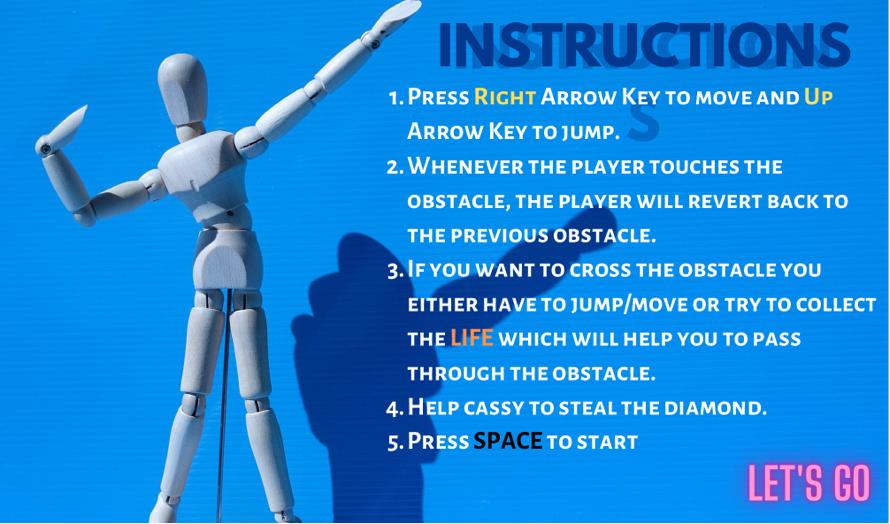 INSTRUCTIONS
S
1. PRESS RIGHT ARROW KEY TO MOVE AND UP
ARROW KEY TO JUMP.
2. WHENEVER THE PLAYER TOUCHES THE
OBSTACLE, THE PLAYER WILL REVERT BACK TO
THE PREVIOUS OBSTACLE.
3. IF YOU WANT TO CROSS THE OBSTACLE YOU
EITHER HAVE TO JUMP/MOVE OR TRY TO COLLECT
THE LIFE WHICH WILL HELP YOU TO PASS
THROUGH THE OBSTACLE.
4. HELP CASSY TO STEAL THE DIAMOND.
5. PRESS SPACE TO START
LET'S GO